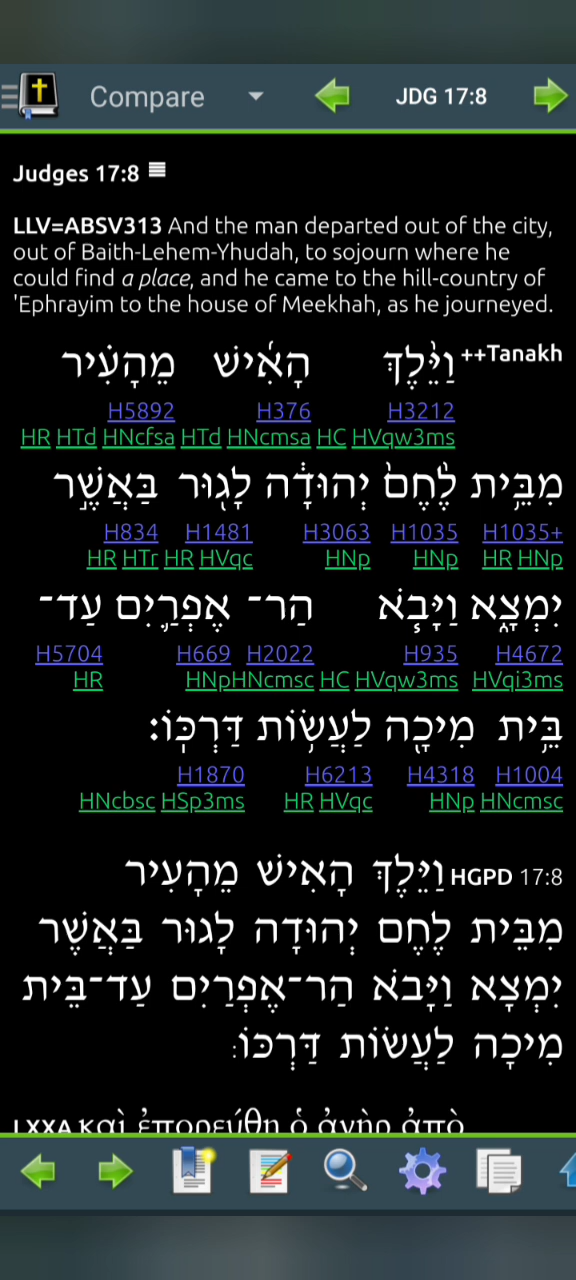 Compare
JDG 17:8
Judges 17:8
LLV=ABSV313 And the man departed out of the city,
out of Baith-Lehem-Yhudah, to sojourn where he
could find a place, and he came to the hill-country of
'Ephrayim to the house of Meekhah, as he journeyed.
++Tanakh וַיֵּ֨לֶךְ הָאִ֜ישׁ מֵהָעִ֗יר
H5892 H376 H3212
HR HTd HNcfsa HTd HNcmsa HC HVqw3ms
מִבֵּ֥ית לֶ֙חֶם֙ יְהוּדָ֔ה לָג֖וּר בַּאֲשֶׁ֣ר
H834 H1481 H3063 H1035 H1035+
HR HTr HR HVqc HNp HNp HR HNp
יִמְצָ֑א וַיָּבֹ֧א הַר־ אֶפְרַ֛יִם עַד־
H5704 H669 H2022 H935 H4672
HR HNpHNcmsc HC HVqw3ms HVqi3ms
בֵּ֥ית מִיכָ֖ה לַעֲשׂ֥וֹת דַּרְכּֽוֹ׃
H1870 H6213 H4318 H1004
HNcbsc HSp3ms HR HVqc HNp HNcmsc
HGPD 17:8 וַיֵּלֶךְ הָאִישׁ מֵהָעִיר
מִבֵּית לֶחֶם יְהוּדָה לָגוּר בַּאֲשֶׁר
יִמְצָא וַיָּבֹא הַר־אֶפְרַיִם עַד־בֵּית
מִיכָה לַעֲשׂוֹת דַּרְכּוֹ׃
LXXA καὶ ἐπορεύθη ὁ ἀνὴρ ἀπὸ